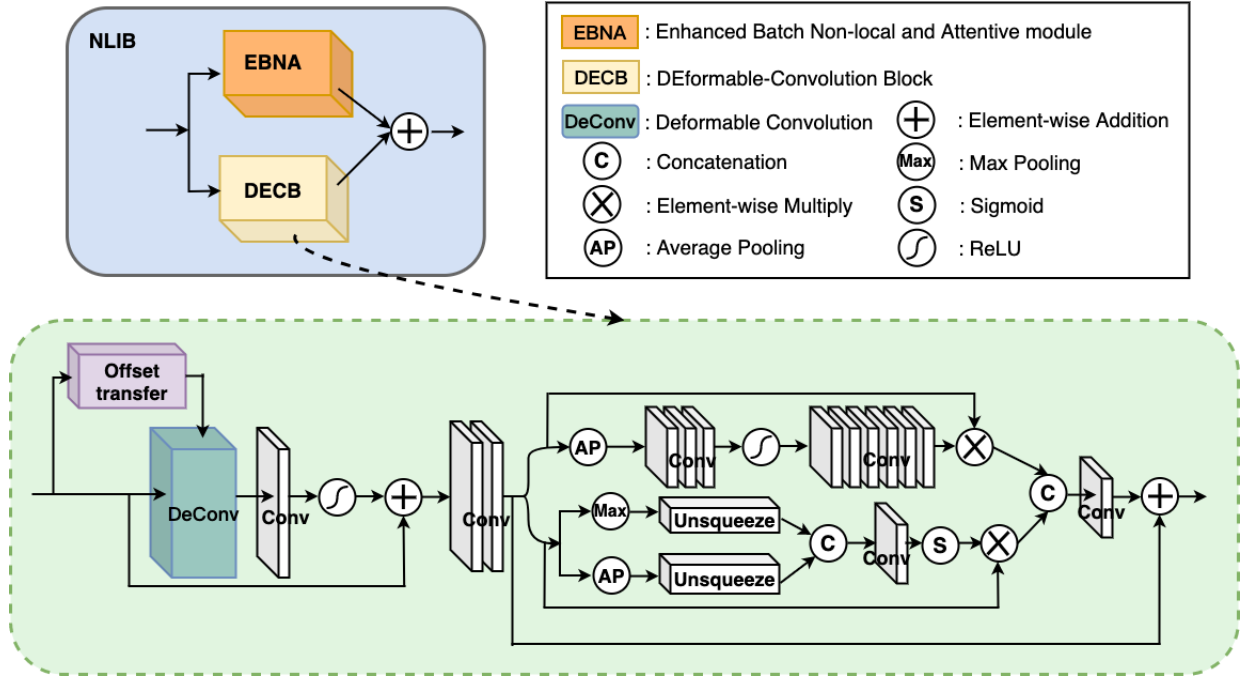 NLIB
EBNA
DECB
EBNA : Enhanced Batch Non-local and Attentive module
DECB : DEformable-Convolution Block
DeConv : Deformable Convolution
+ : Element-wise Addition
C : Concatenation
Max : Max Pooling
× : Element-wise Multiply
S : Sigmoid
AP : Average Pooling
: ReLU
Offset
transfer
DeConv
Conv
+
Conv
AP
Conv
Conv
×
Max
Unsqueeze
AP
Unsqueeze
C
Conv
S
×
C
Conv
+